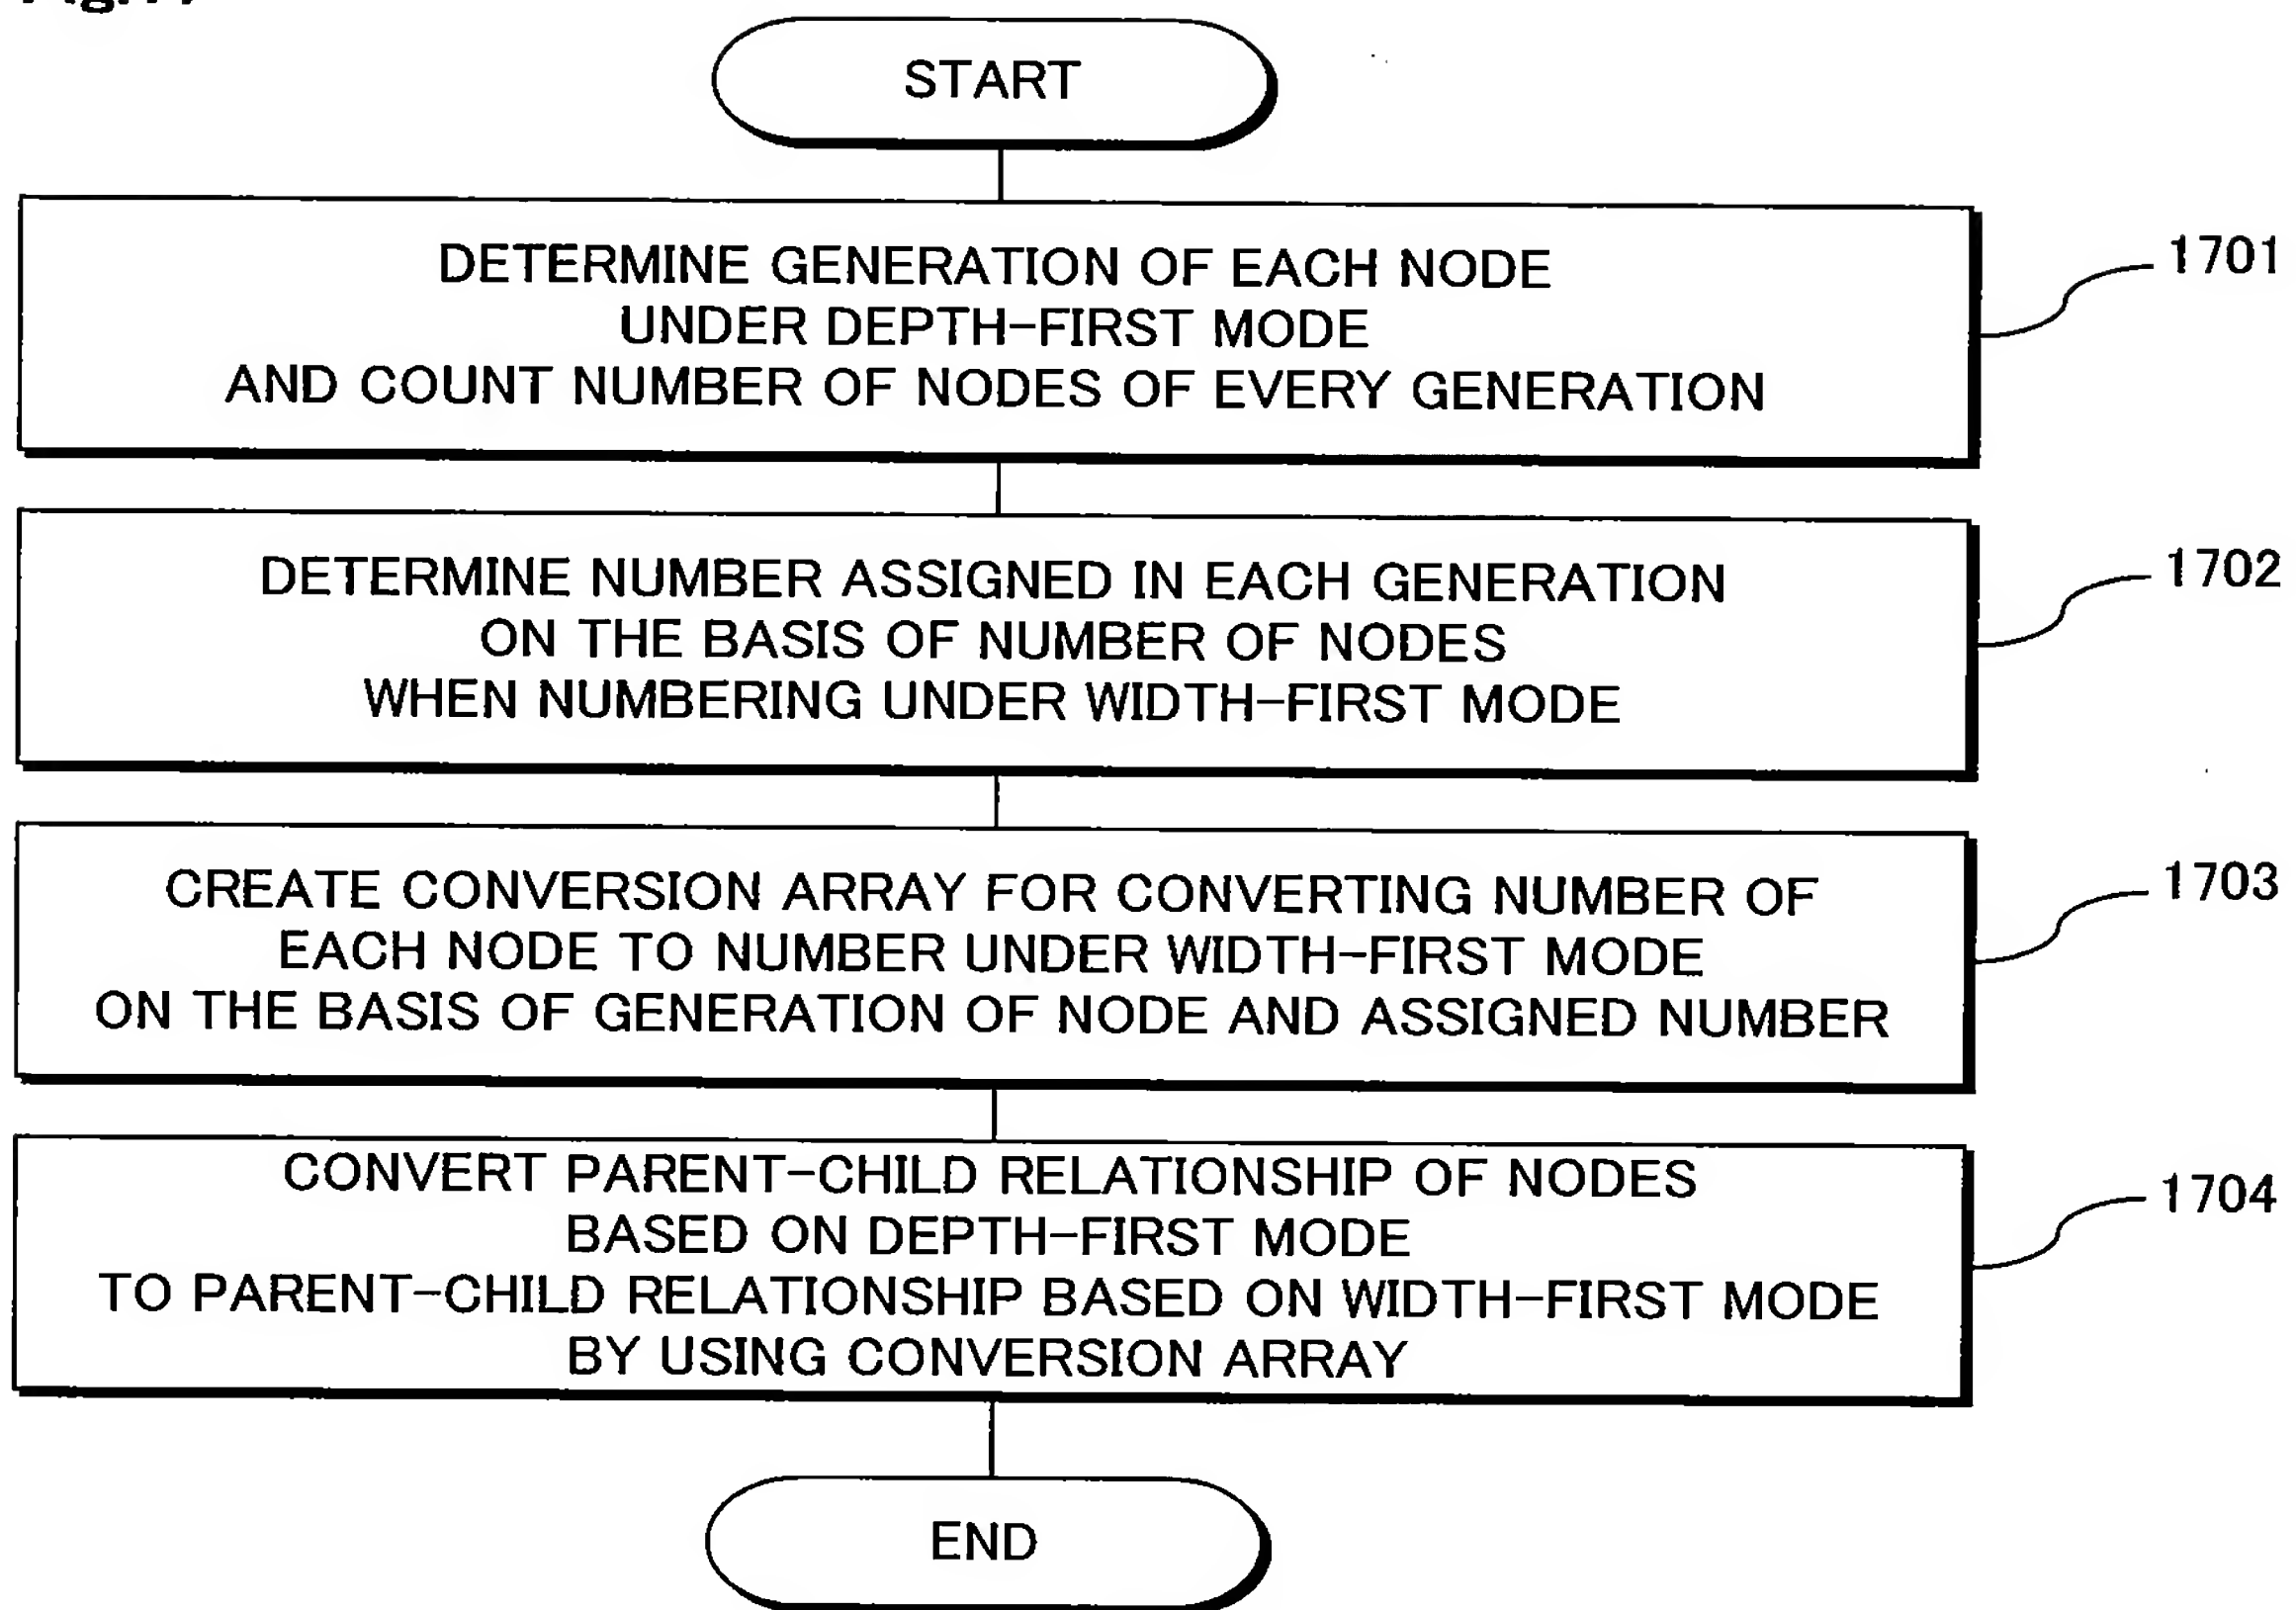 START
DETERMINE GENERATION OF EACH NODE
UNDER DEPTH-FIRST MODE
AND COUNT NUMBER OF NODES OF EVERY GENERATION
1701
DETERMINE NUMBER ASSIGNED IN EACH GENERATION
ON THE BASIS OF NUMBER OF NODES
WHEN NUMBERING UNDER WIDTH-FIRST MODE
1702
CREATE CONVERSION ARRAY FOR CONVERTING NUMBER OF
EACH NODE TO NUMBER UNDER WIDTH-FIRST MODE
ON THE BASIS OF GENERATION OF NODE AND ASSIGNED NUMBER
1703
CONVERT PARENT-CHILD RELATIONSHIP OF NODES
BASED ON DEPTH-FIRST MODE
TO PARENT-CHILD RELATIONSHIP BASED ON WIDTH-FIRST MODE
BY USING CONVERSION ARRAY
1704
END